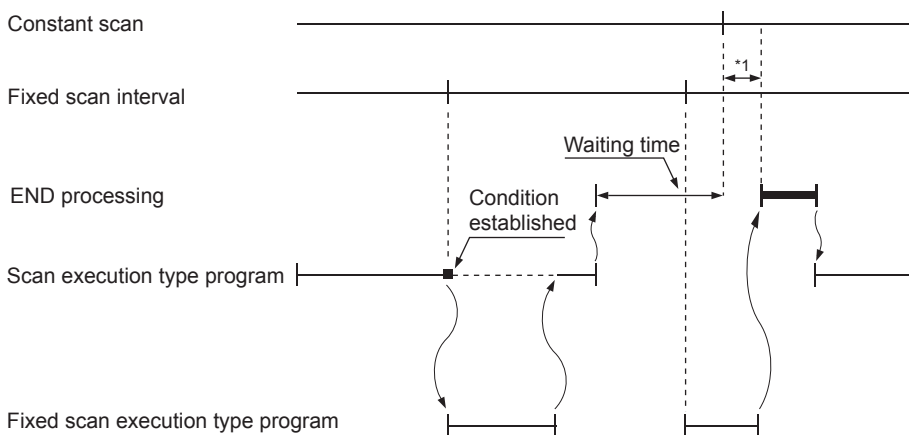 Constant scan
*1
Fixed scan interval
Waiting time
END processing
Condition
established
Scan execution type program
Fixed scan execution type program